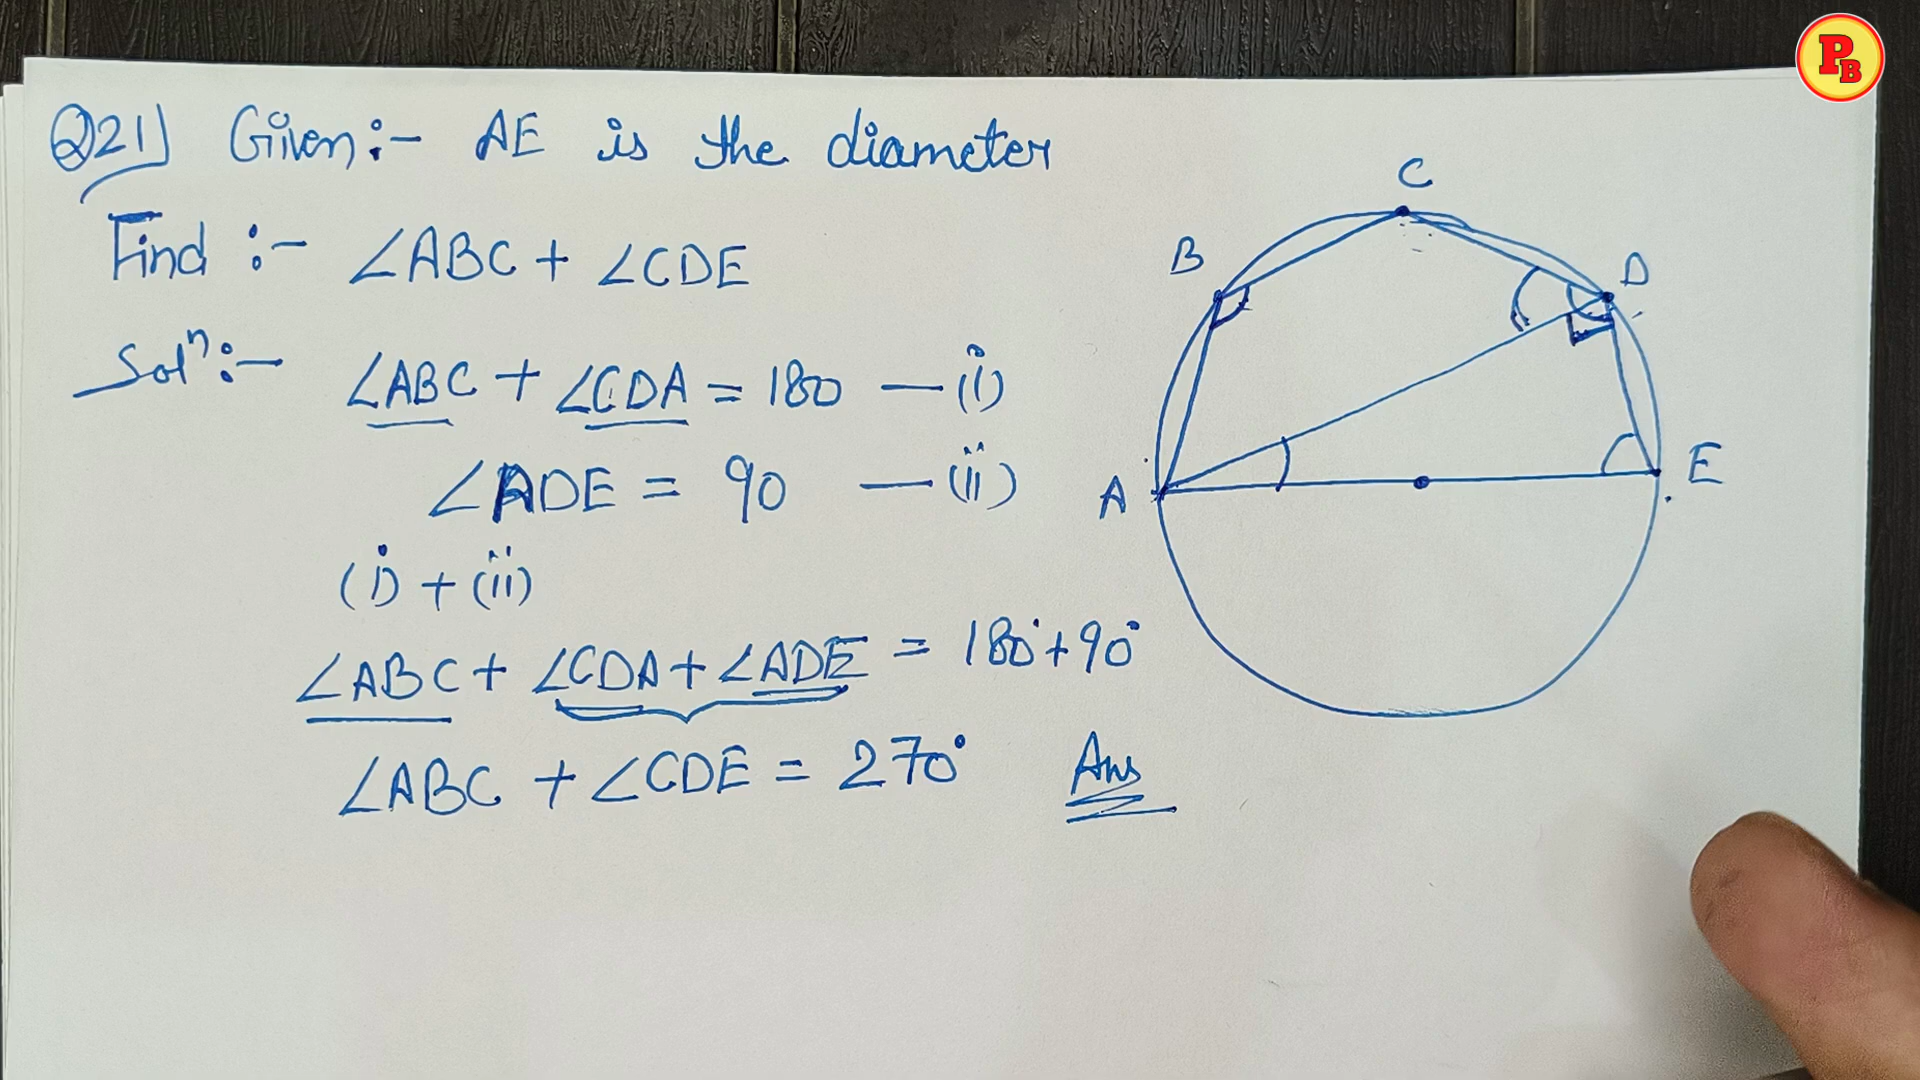 Q21) Given:- AE is the diameter
Find :- ∠ABC + ∠CDE
Solⁿ:- ∠ABC + ∠CDA = 180 — (i)
∠ADE = 90 — (ii)
(i) + (ii)
∠ABC + ∠CDA + ∠ADE = 180° + 90°
∠ABC + ∠CDE = 270° Ans
C
B
D
A
E
PB